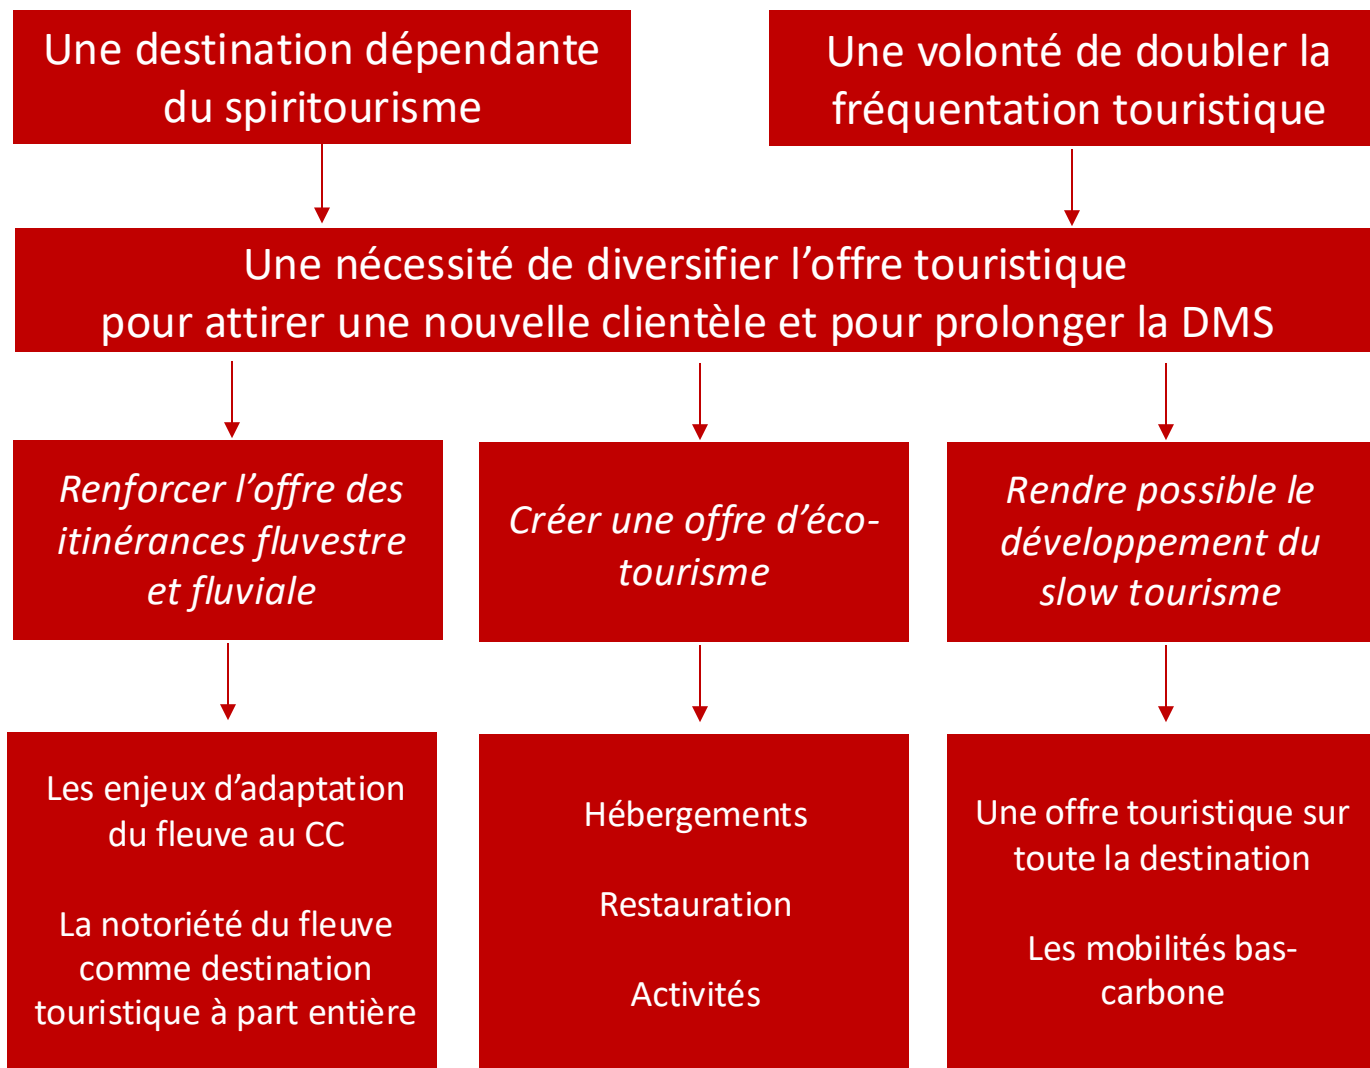 Une destination dépendante
du spiritourisme
Une volonté de doubler la
fréquentation touristique
Une nécessité de diversifier l’offre touristique
pour attirer une nouvelle clientèle et pour prolonger la DMS
Renforcer l’offre des
itinérances fluvestre
et fluviale
Créer une offre d’éco-
tourisme
Rendre possible le
développement du
slow tourisme
Les enjeux d’adaptation
du fleuve au CC
La notoriété du fleuve
comme destination
touristique à part entière
Hébergements
Restauration
Activités
Une offre touristique sur
toute la destination
Les mobilités bas-
carbone